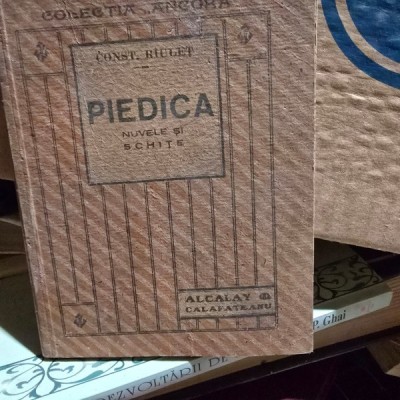 COLECȚIA „ANCORA"
CONST. RIULET
PIEDICA
NUVELE ȘI
SCHIȚE
ALCALAY &
CALAFATEANU
P. Ghai
DEZVOLTĂRII DE